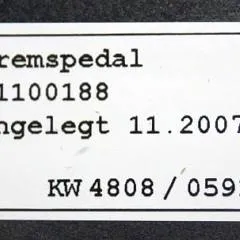 remspedal
1100188
ngelegt 11.2007
KW 4808 / 059